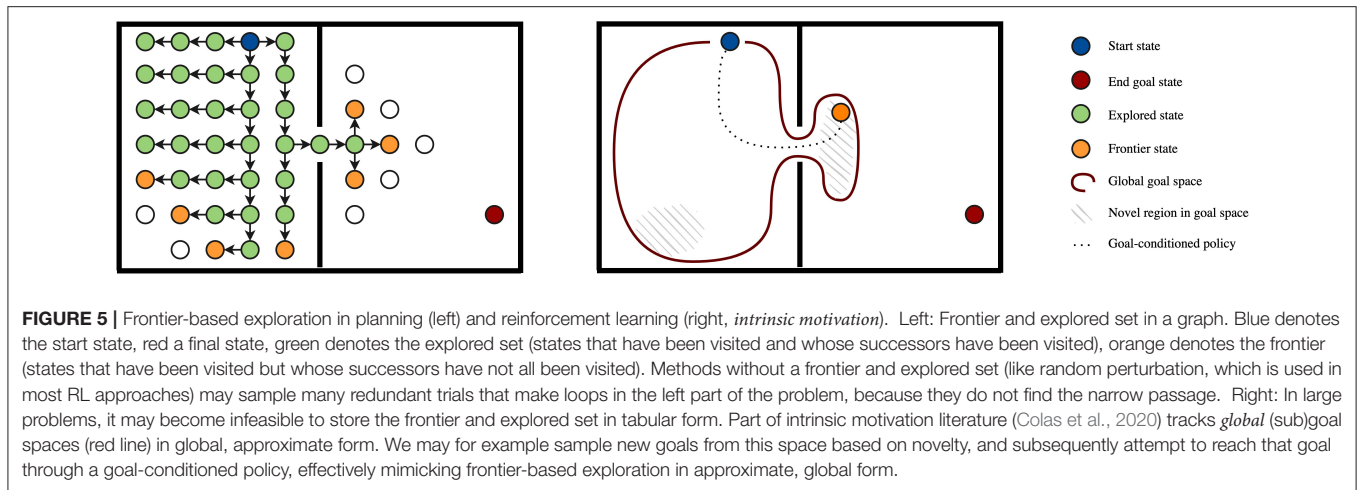 Start state
End goal state
Explored state
Frontier state
Global goal space
Novel region in goal space
Goal-conditioned policy
FIGURE 5 | Frontier-based exploration in planning (left) and reinforcement learning (right, intrinsic motivation). Left: Frontier and explored set in a graph. Blue denotes
the start state, red a final state, green denotes the explored set (states that have been visited and whose successors have been visited), orange denotes the frontier
(states that have been visited but whose successors have not all been visited). Methods without a frontier and explored set (like random perturbation, which is used in
most RL approaches) may sample many redundant trials that make loops in the left part of the problem, because they do not find the narrow passage. Right: In large
problems, it may become infeasible to store the frontier and explored set in tabular form. Part of intrinsic motivation literature (Colas et al., 2020) tracks global (sub)goal
spaces (red line) in global, approximate form. We may for example sample new goals from this space based on novelty, and subsequently attempt to reach that goal
through a goal-conditioned policy, effectively mimicking frontier-based exploration in approximate, global form.